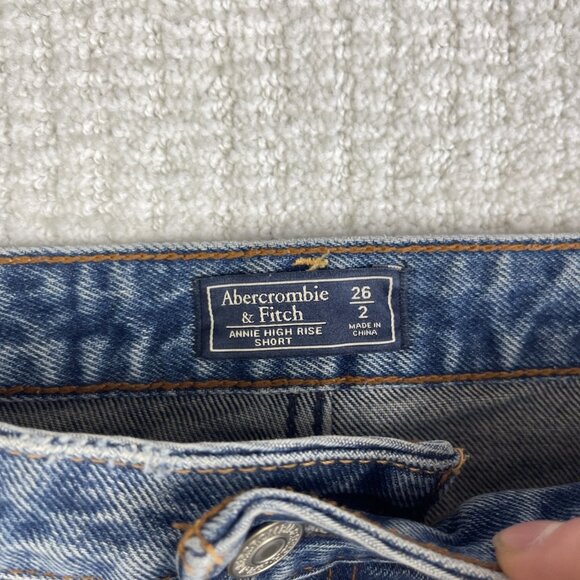 Abercrombie
& Fitch
ANNIE HIGH RISE
SHORT
26
2
MADE IN
CHINA